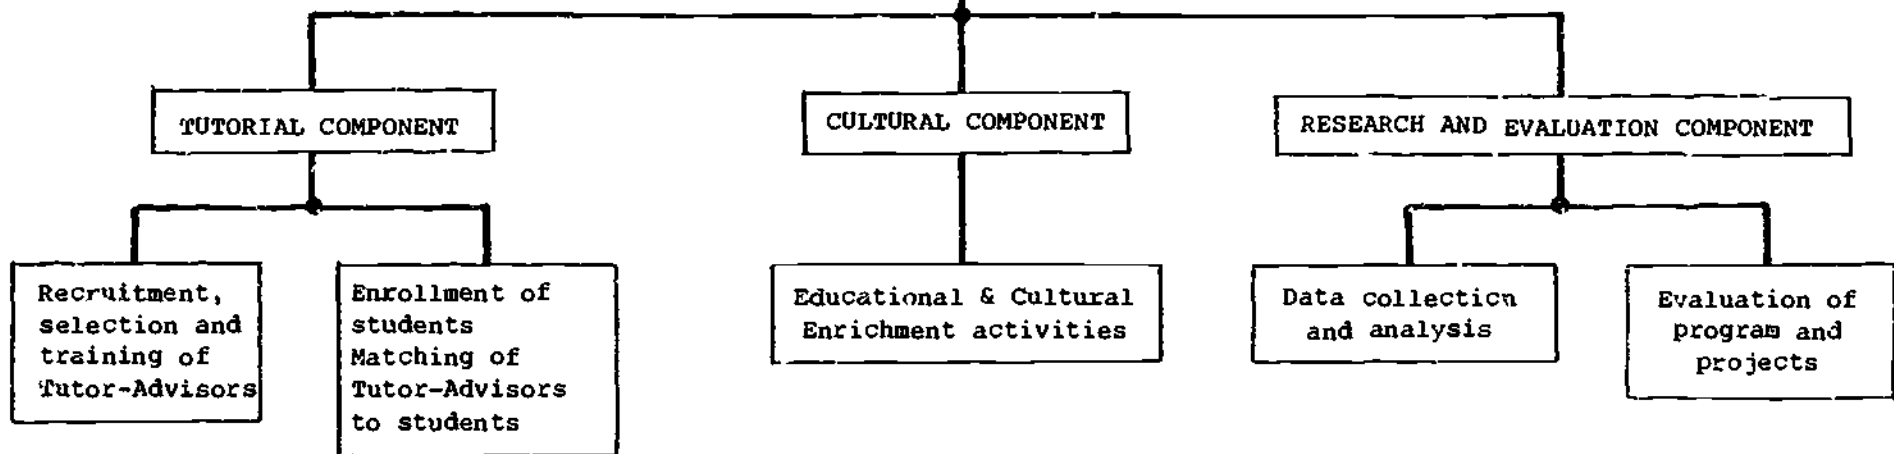 TUTORIAL COMPONENT
CULTURAL COMPONENT
RESEARCH AND EVALUATION COMPONENT
Recruitment,
selection and
training of
Tutor-Advisors
Enrollment of
students
Matching of
Tutor-Advisors
to students
Educational & Cultural
Enrichment activities
Data collection
and analysis
Evaluation of
program and
projects